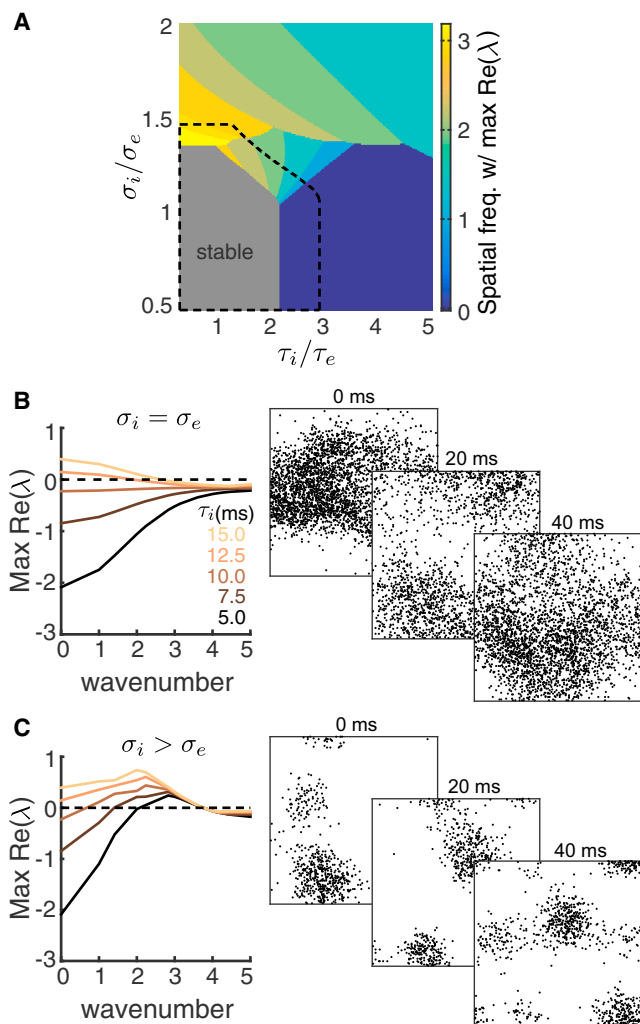 A
2
1.5
1
0.5
σi/σe
stable
1 2 3 4 5
τi/τe
3
2
1
0
Spatial freq. w/ max Re(λ)
B
σi = σe
1
0
-1
-2
-3
Max Re(λ)
τi(ms)
15.0
12.5
10.0
7.5
5.0
0 1 2 3 4 5
wavenumber
0 ms
20 ms
40 ms
C
σi > σe
1
0
-1
-2
-3
Max Re(λ)
0 1 2 3 4 5
wavenumber
0 ms
20 ms
40 ms